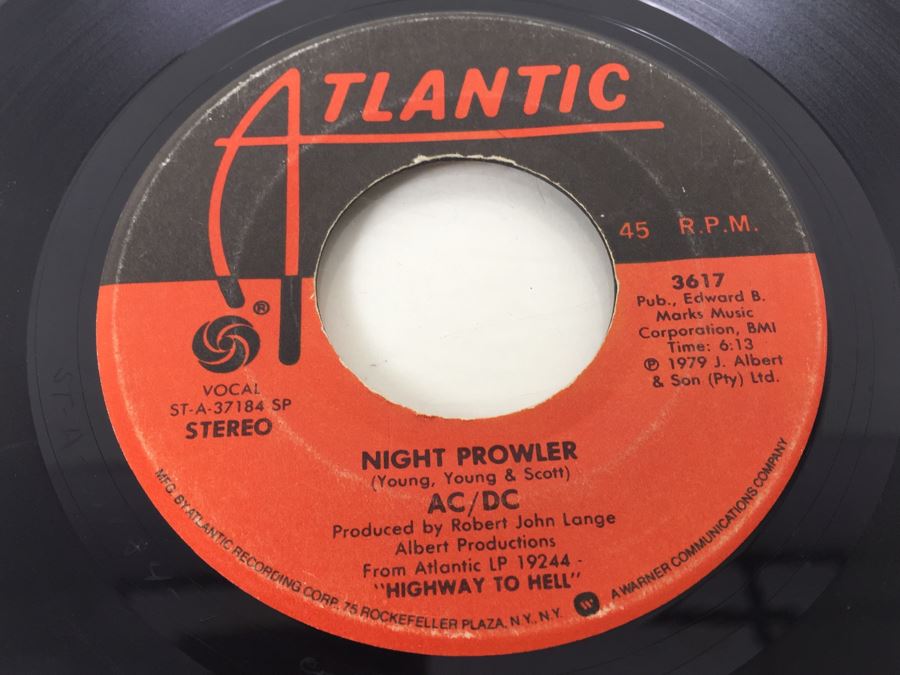 ATLANTIC
45 R.P.M.
3617
Pub., Edward B.
Marks Music
Corporation, BMI
Time: 6:13
℗ 1979 J. Albert
& Son (Pty) Ltd.
®
VOCAL
ST-A-37184 SP
STEREO
NIGHT PROWLER
(Young, Young & Scott)
AC/DC
Produced by Robert John Lange
Albert Productions
From Atlantic LP 19244 -
"HIGHWAY TO HELL"
MFG. BY ATLANTIC RECORDING CORP., 75 ROCKEFELLER PLAZA, N.Y., N.Y. A WARNER COMMUNICATIONS COMPANY
ST-A